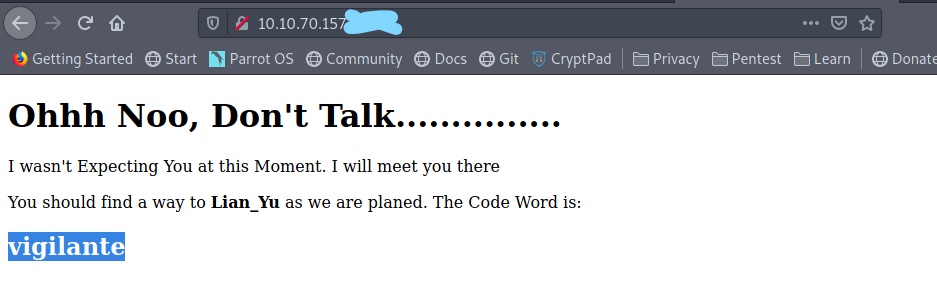 10.10.70.157
Getting Started Start Parrot OS Community Docs Git CryptPad Privacy Pentest Learn Donate
Ohhh Noo, Don't Talk...............
I wasn't Expecting You at this Moment. I will meet you there
You should find a way to Lian_Yu as we are planed. The Code Word is:
vigilante